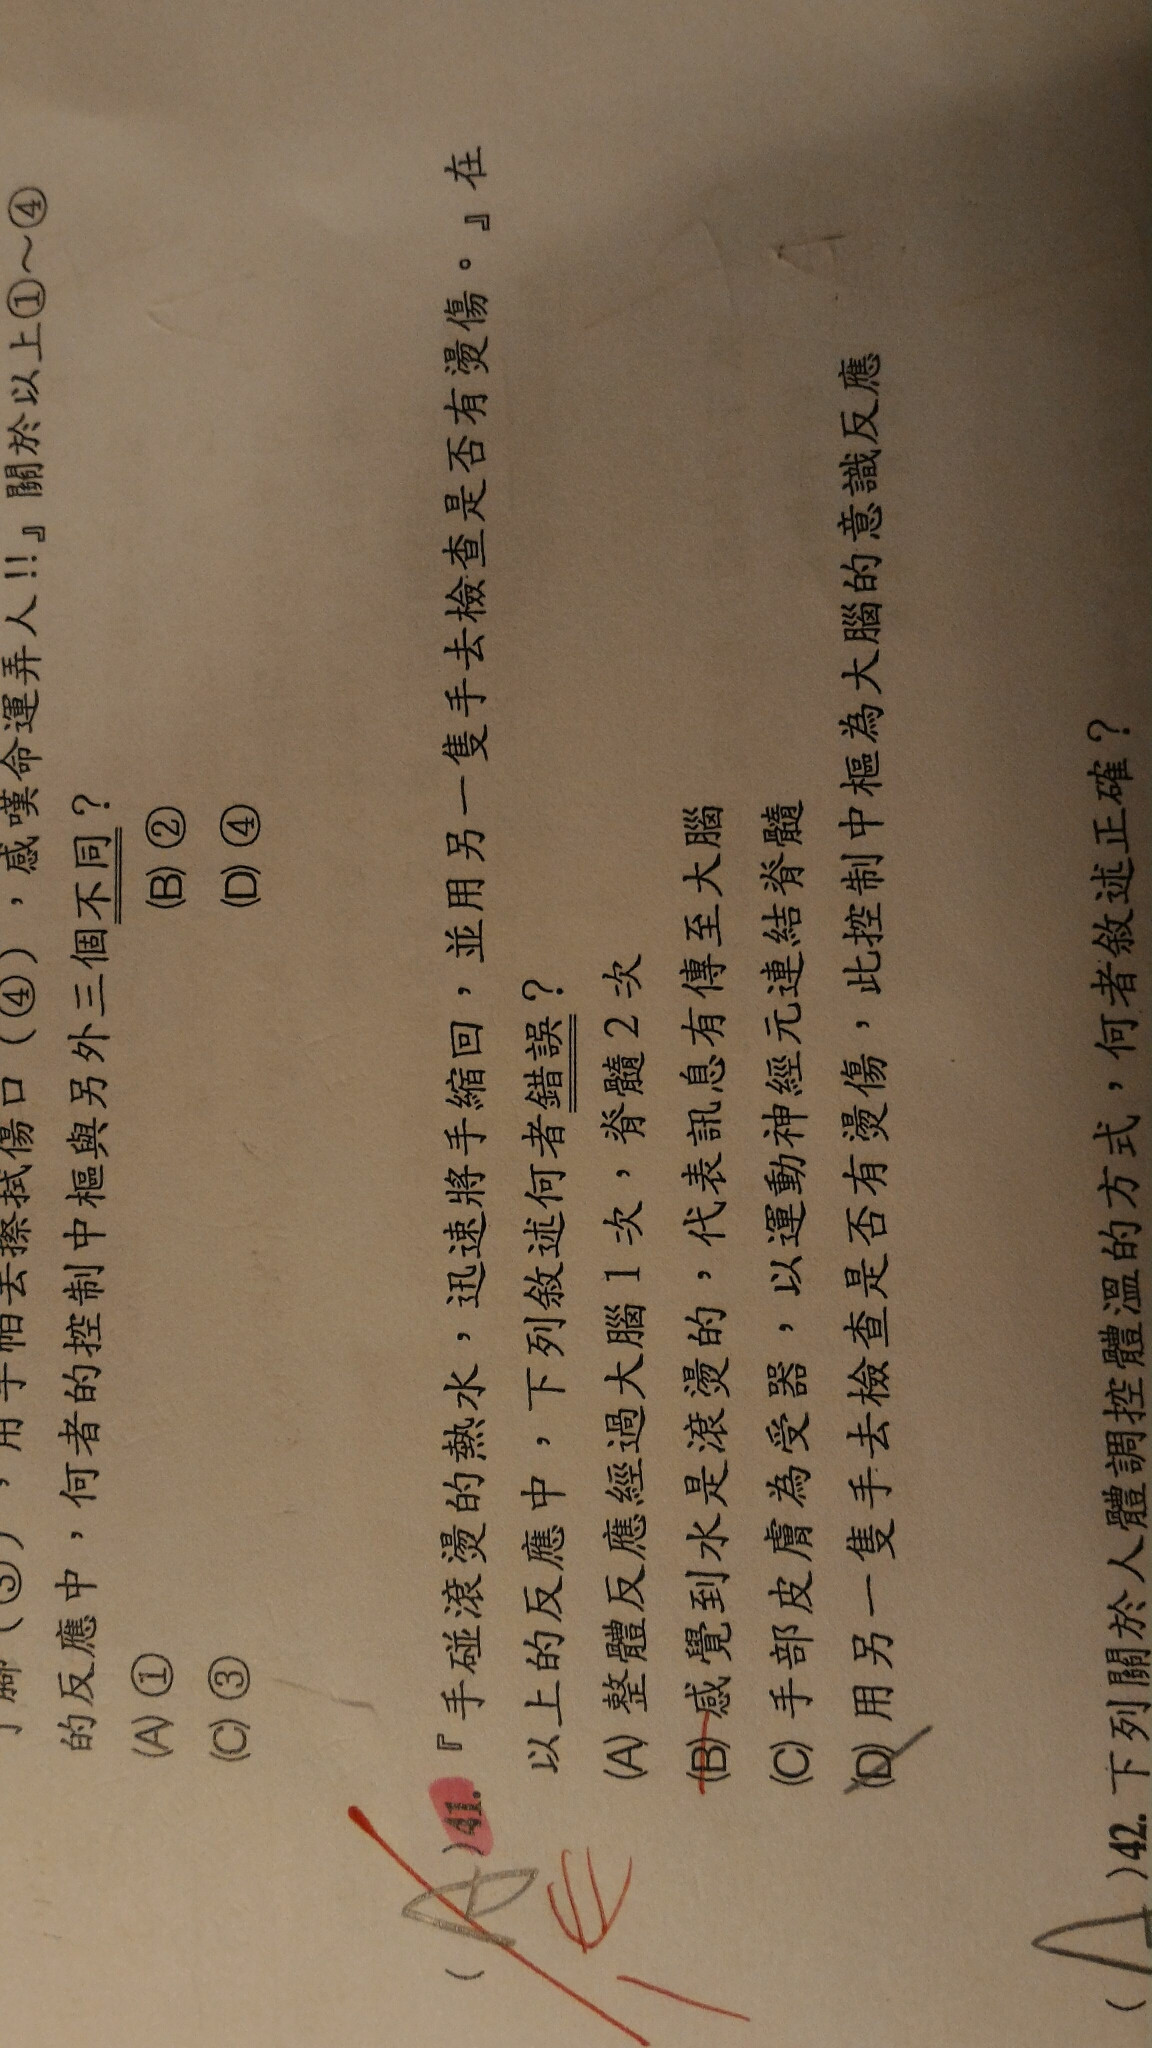 ，用手帕去擦拭傷口（④），感嘆命運弄人!!』關於以上①～④
的反應中，何者的控制中樞與另外三個不同？
(A) ① (B) ②
(C) ③ (D) ④
( A )41.『手碰滾燙的熱水，迅速將手縮回，並用另一隻手去檢查是否有燙傷。』在
以上的反應中，下列敘述何者錯誤？
(A) 整體反應經過大腦1次，脊髓2次
(B) 感覺到水是滾燙的，代表訊息有傳至大腦
(C) 手部皮膚為受器，以運動神經元連結脊髓
(D) 用另一隻手去檢查是否有燙傷，此控制中樞為大腦的意識反應
( )42. 下列關於人體調控體溫的方式，何者敘述正確？